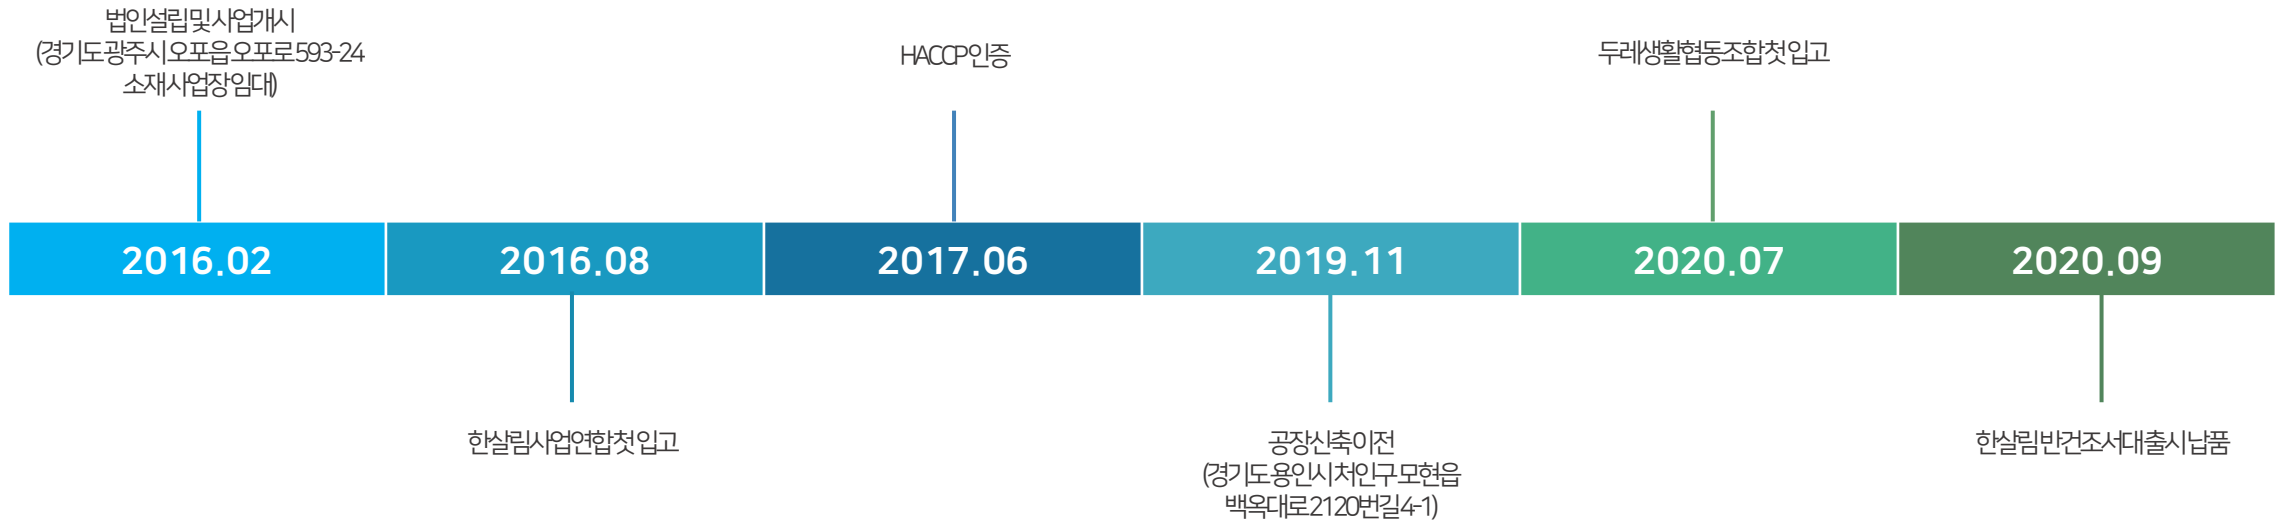 법인설립 및 사업개시
(경기도 광주시 오포읍 오포로 593-24
소재 사업장 임대)
HACCP인증
두레생활협동조합 첫 입고
2016.02
2016.08
2017.06
2019.11
2020.07
2020.09
한살림사업연합 첫 입고
공장신축이전
(경기도 용인시 처인구 모현읍
백옥대로 2120번길 4-1)
한살림 반건조서대 출시 납품